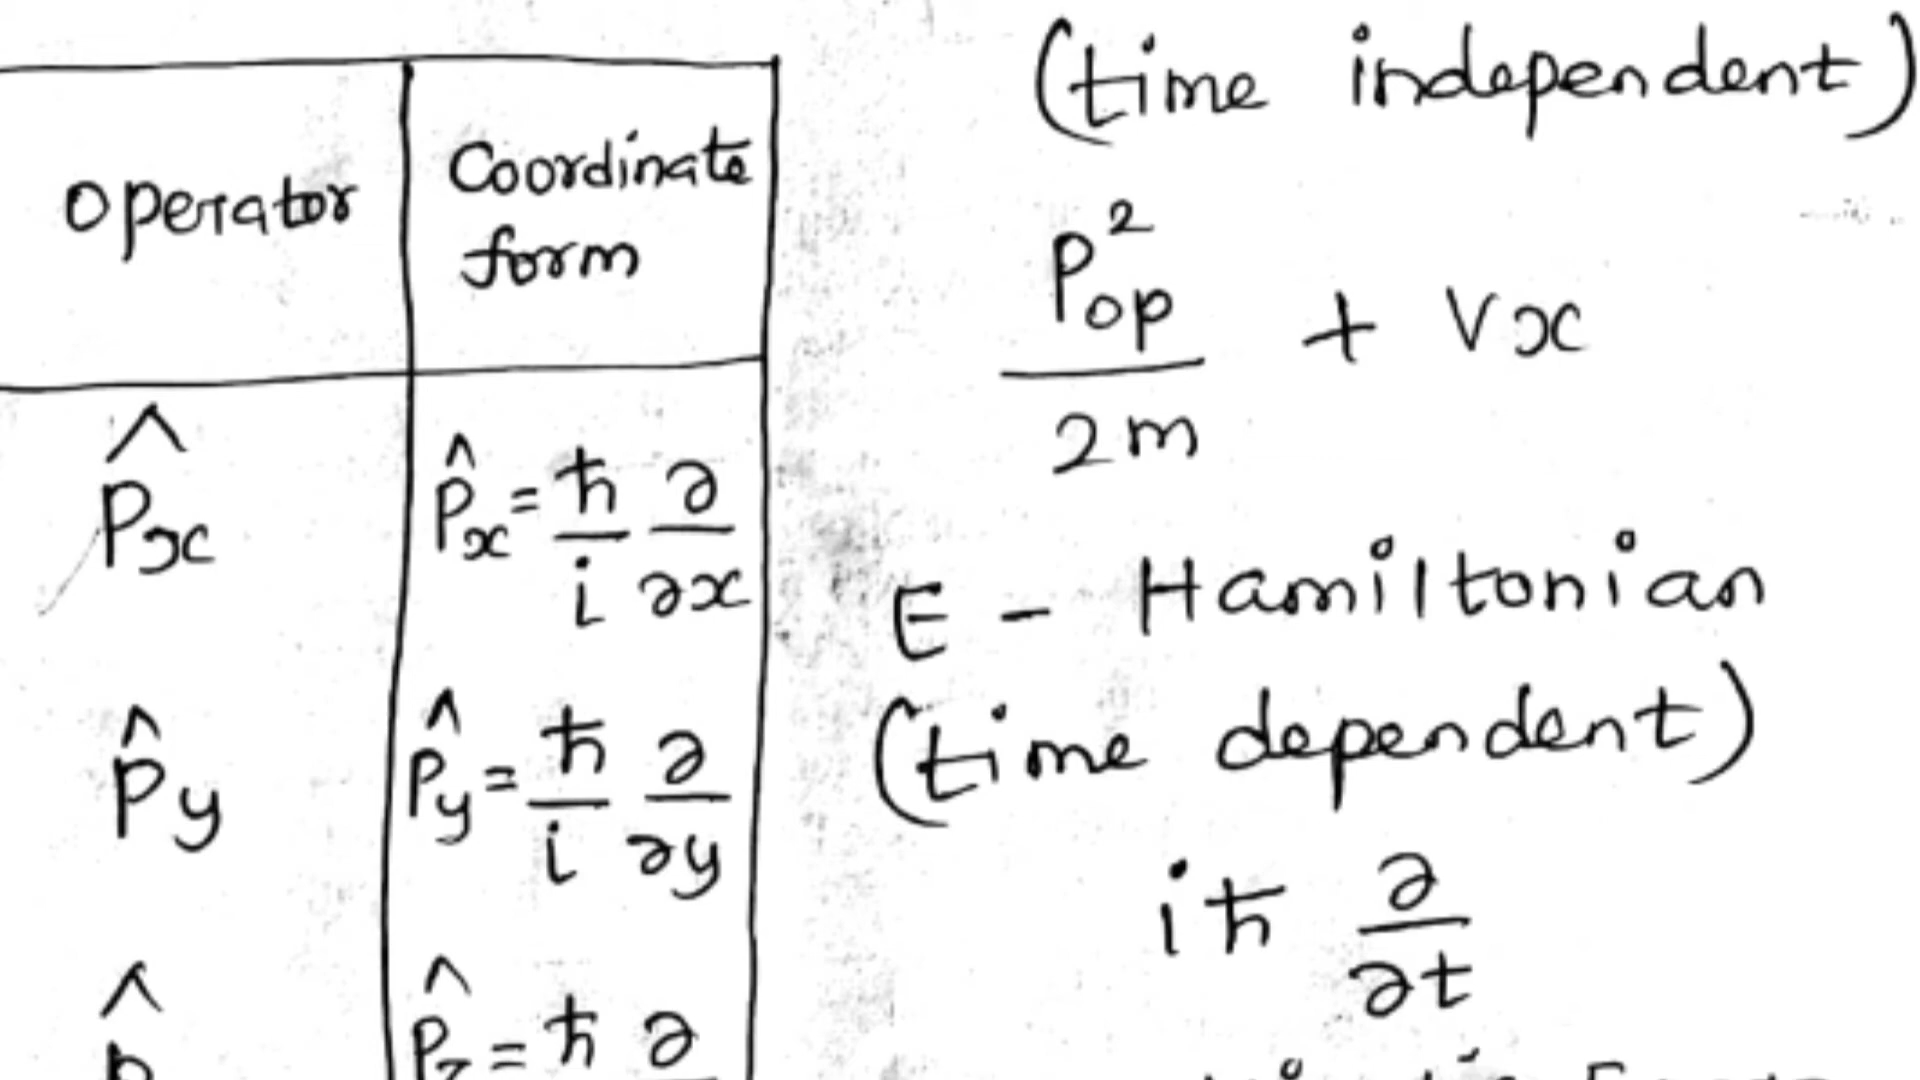 Operator
Coordinate
form
P̂x
P̂x = ħ/i ∂/∂x
P̂y
P̂y = ħ/i ∂/∂y
P̂z = ħ ∂
(time independent)
P²op/2m + Vx
E - Hamiltonian
(time dependent)
iħ ∂/∂t